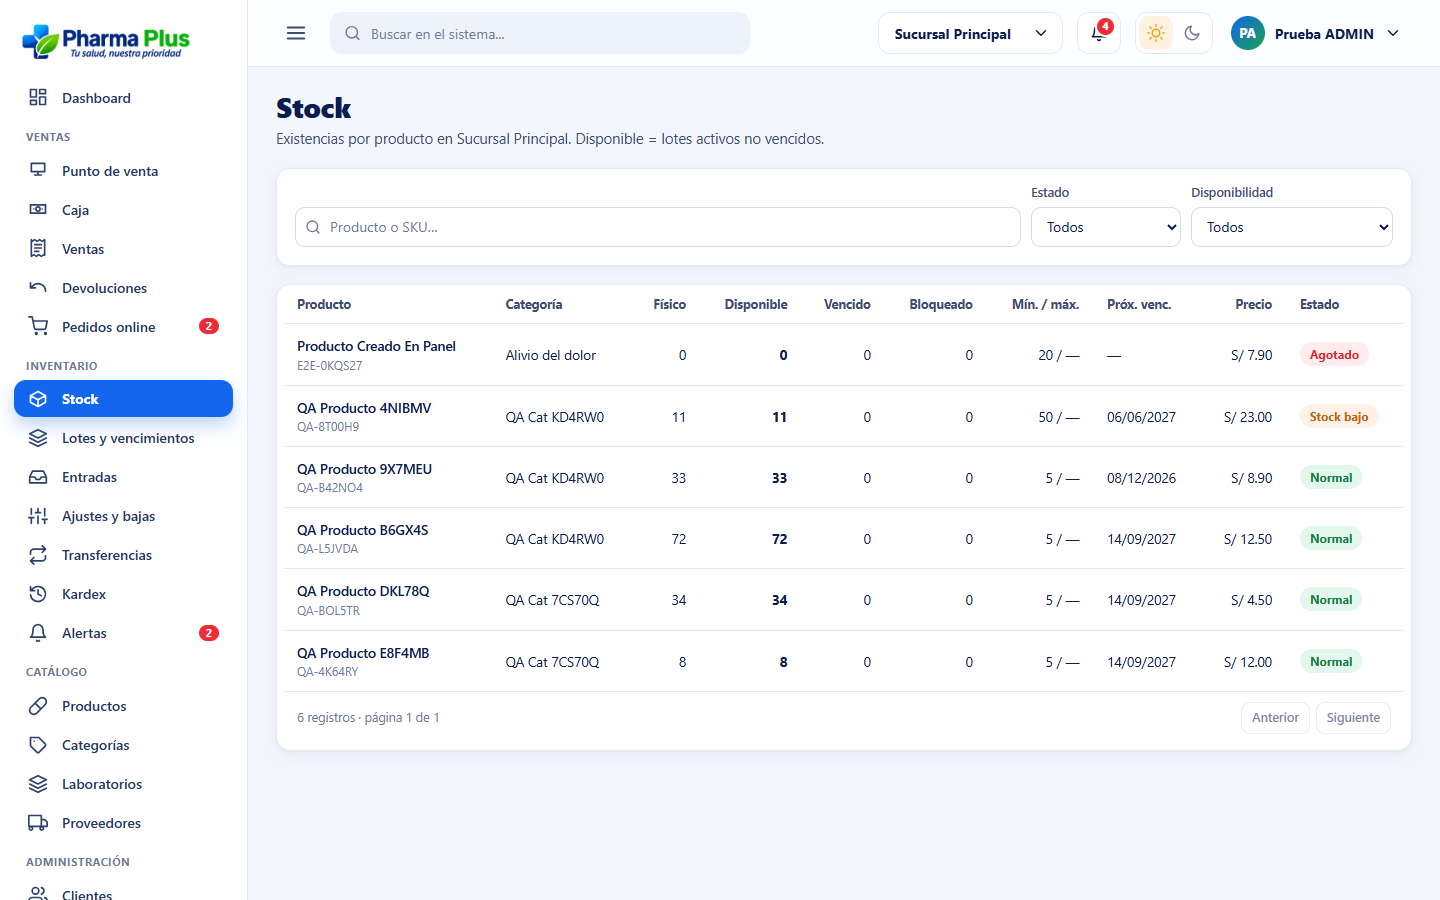 Pharma Plus
Tu salud, nuestra prioridad
Buscar en el sistema...
Sucursal Principal
4
PA
Prueba ADMIN
Dashboard
VENTAS
Punto de venta
Caja
Ventas
Devoluciones
Pedidos online 2
INVENTARIO
Stock
Lotes y vencimientos
Entradas
Ajustes y bajas
Transferencias
Kardex
Alertas 2
CATÁLOGO
Productos
Categorías
Laboratorios
Proveedores
ADMINISTRACIÓN
Clientes
Stock
Existencias por producto en Sucursal Principal. Disponible = lotes activos no vencidos.
Estado Disponibilidad
Producto o SKU... Todos Todos
Producto Categoría Físico Disponible Vencido Bloqueado Mín. / máx. Próx. venc. Precio Estado
Producto Creado En Panel
E2E-0KQS27
Alivio del dolor 0 0 0 0 20 / — — S/ 7.90 Agotado
QA Producto 4NIBMV
QA-8T00H9
QA Cat KD4RW0 11 11 0 0 50 / — 06/06/2027 S/ 23.00 Stock bajo
QA Producto 9X7MEU
QA-B42NO4
QA Cat KD4RW0 33 33 0 0 5 / — 08/12/2026 S/ 8.90 Normal
QA Producto B6GX4S
QA-L5JVDA
QA Cat KD4RW0 72 72 0 0 5 / — 14/09/2027 S/ 12.50 Normal
QA Producto DKL78Q
QA-BOL5TR
QA Cat 7CS70Q 34 34 0 0 5 / — 14/09/2027 S/ 4.50 Normal
QA Producto E8F4MB
QA-4K64RY
QA Cat 7CS70Q 8 8 0 0 5 / — 14/09/2027 S/ 12.00 Normal
6 registros · página 1 de 1
Anterior Siguiente